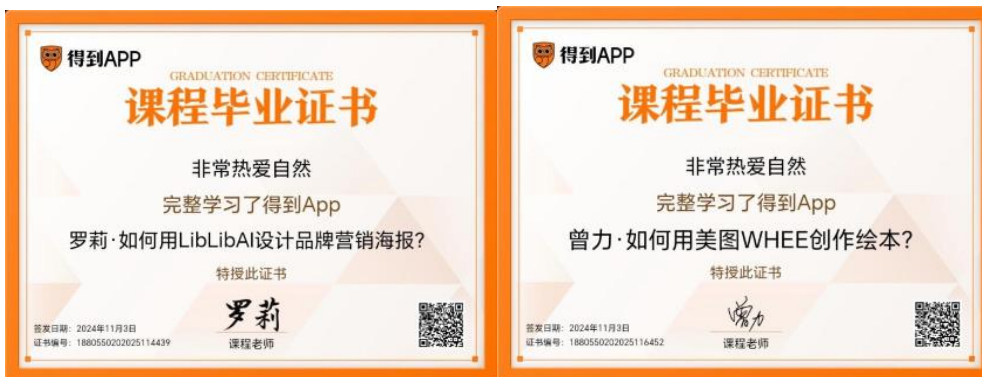 得到APP
GRADUATION CERTIFICATE
课程毕业证书
非常热爱自然
完整学习了得到App
罗莉·如何用LibLibAI设计品牌营销海报?
特授此证书
罗莉
签发日期: 2024年11月3日
证书编号: 1880550202025114439
课程老师
得到APP
GRADUATION CERTIFICATE
课程毕业证书
非常热爱自然
完整学习了得到App
曾力·如何用美图WHEE创作绘本?
特授此证书
曾力
签发日期: 2024年11月3日
证书编号: 1880550202025116452
课程老师